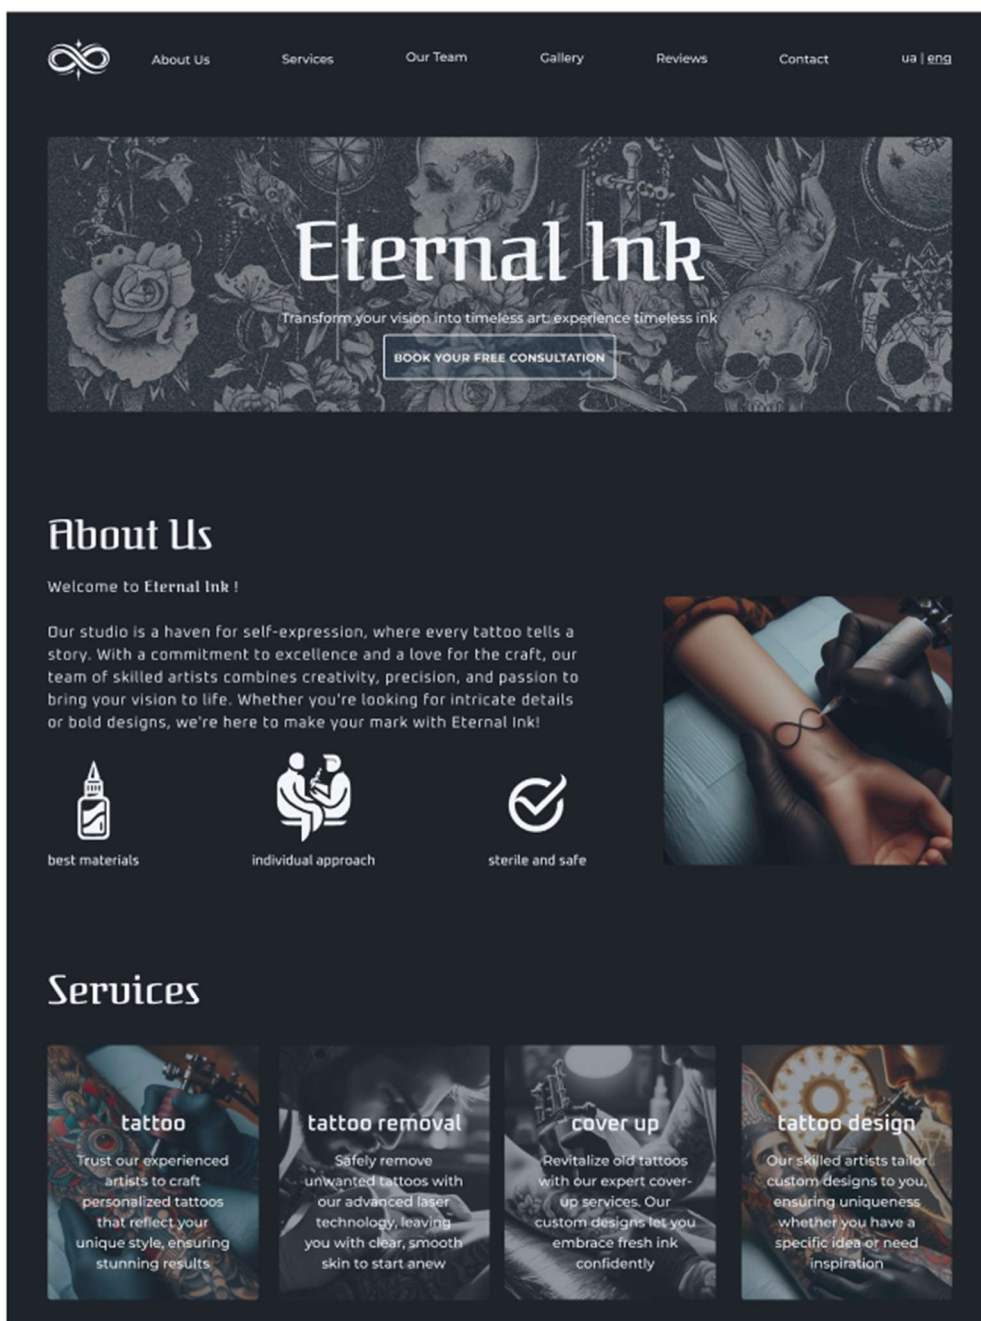 About Us
Services
Our Team
Gallery
Reviews
Contact
ua | eng
Eternal Ink
Transform your vision into timeless art: experience timeless ink
BOOK YOUR FREE CONSULTATION
About Us
Welcome to Eternal Ink !
Our studio is a haven for self-expression, where every tattoo tells a
story. With a commitment to excellence and a love for the craft, our
team of skilled artists combines creativity, precision, and passion to
bring your vision to life. Whether you're looking for intricate details
or bold designs, we're here to make your mark with Eternal Ink!
best materials
individual approach
sterile and safe
Services
tattoo
Trust our experienced
artists to craft
personalized tattoos
that reflect your
unique style, ensuring
stunning results
tattoo removal
Safely remove
unwanted tattoos with
our advanced laser
technology, leaving
you with clear, smooth
skin to start anew
cover up
Revitalize old tattoos
with our expert cover-
up services. Our
custom designs let you
embrace fresh ink
confidently
tattoo design
Our skilled artists tailor
custom designs to you,
ensuring uniqueness
whether you have a
specific idea or need
inspiration